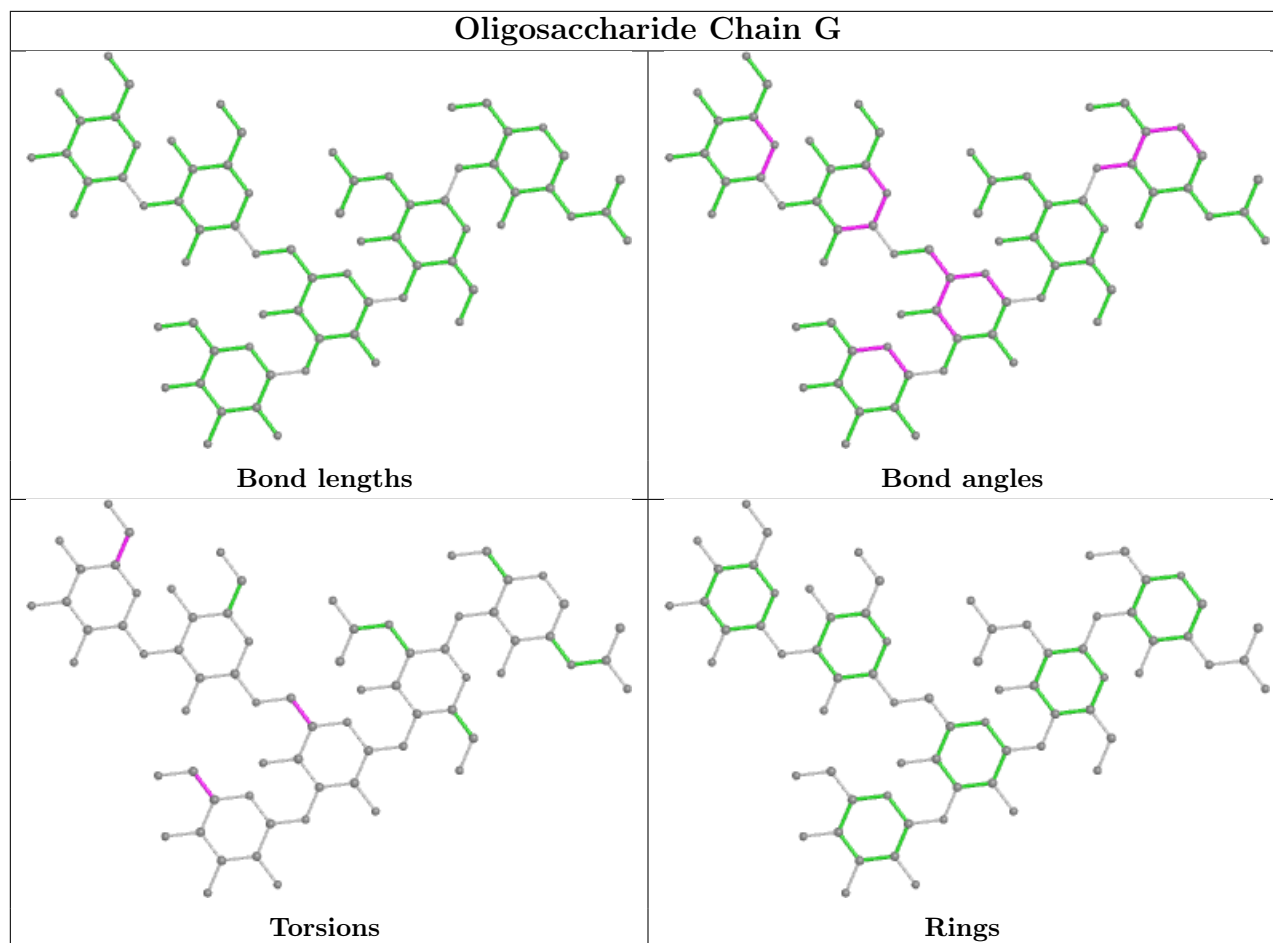 Oligosaccharide Chain G
Bond lengths
Bond angles
Torsions
Rings